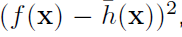 (f(𝐱) − h̄(𝐱))²,